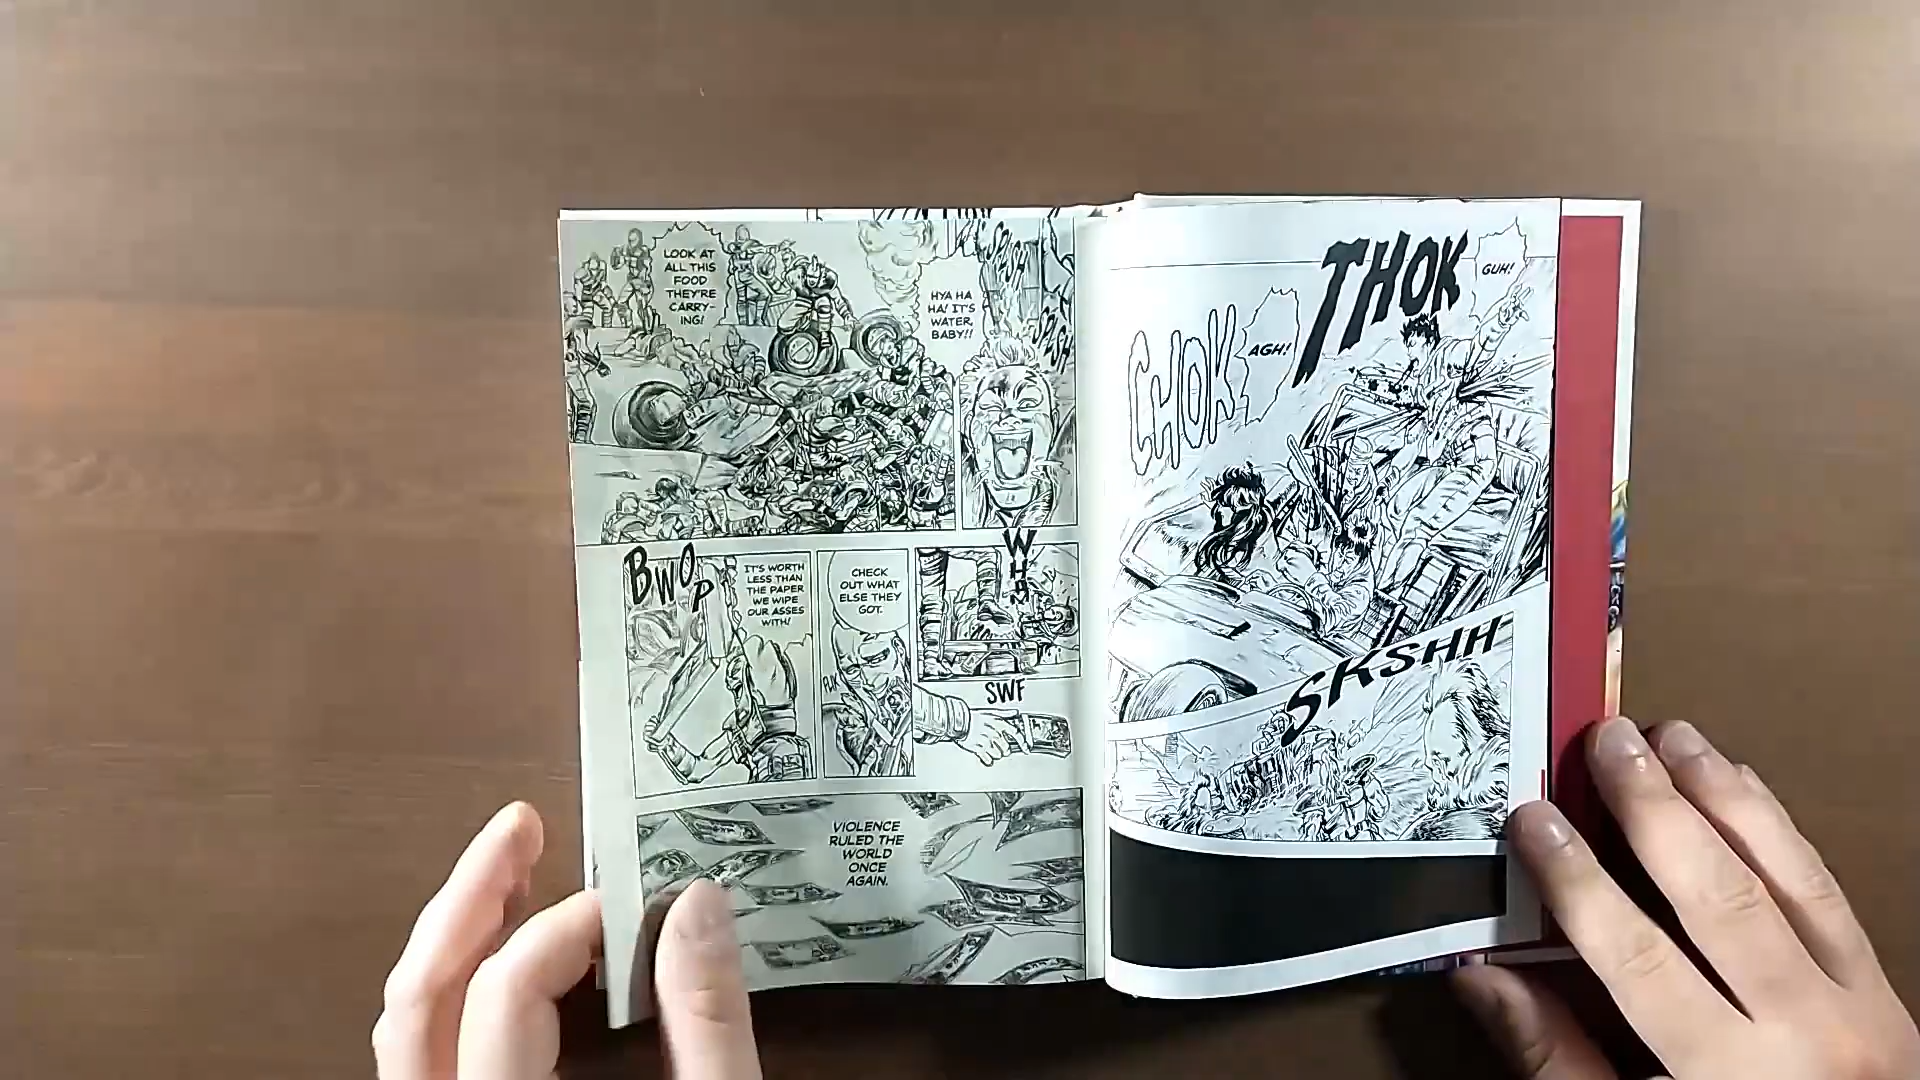 GUH!
THOK
AGH!
CHOK
SKSHH
HYA HA
HA! IT'S
WATER,
BABY!!
LOOK AT
ALL THIS
FOOD
THEY'RE
CARRY-
ING!
WHAM
CHECK
OUT WHAT
ELSE THEY
GOT.
SWF
IT'S WORTH
LESS THAN
THE PAPER
WE WIPE
OUR ASSES
WITH!
BWOP
VIOLENCE
RULED THE
WORLD
ONCE
AGAIN.